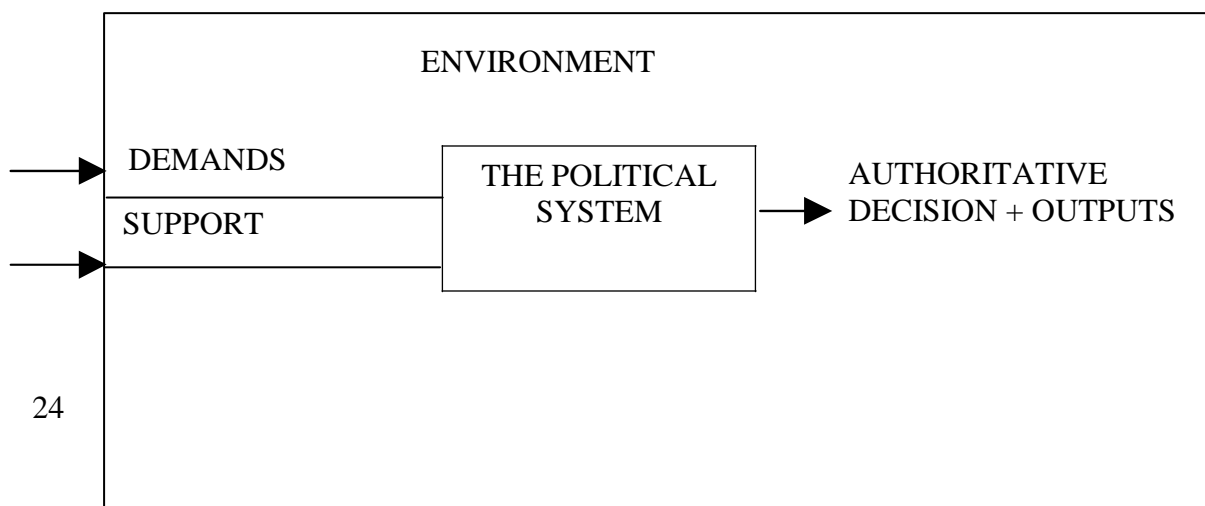 ENVIRONMENT
DEMANDS
SUPPORT
THE POLITICAL
SYSTEM
AUTHORITATIVE
DECISION + OUTPUTS
24